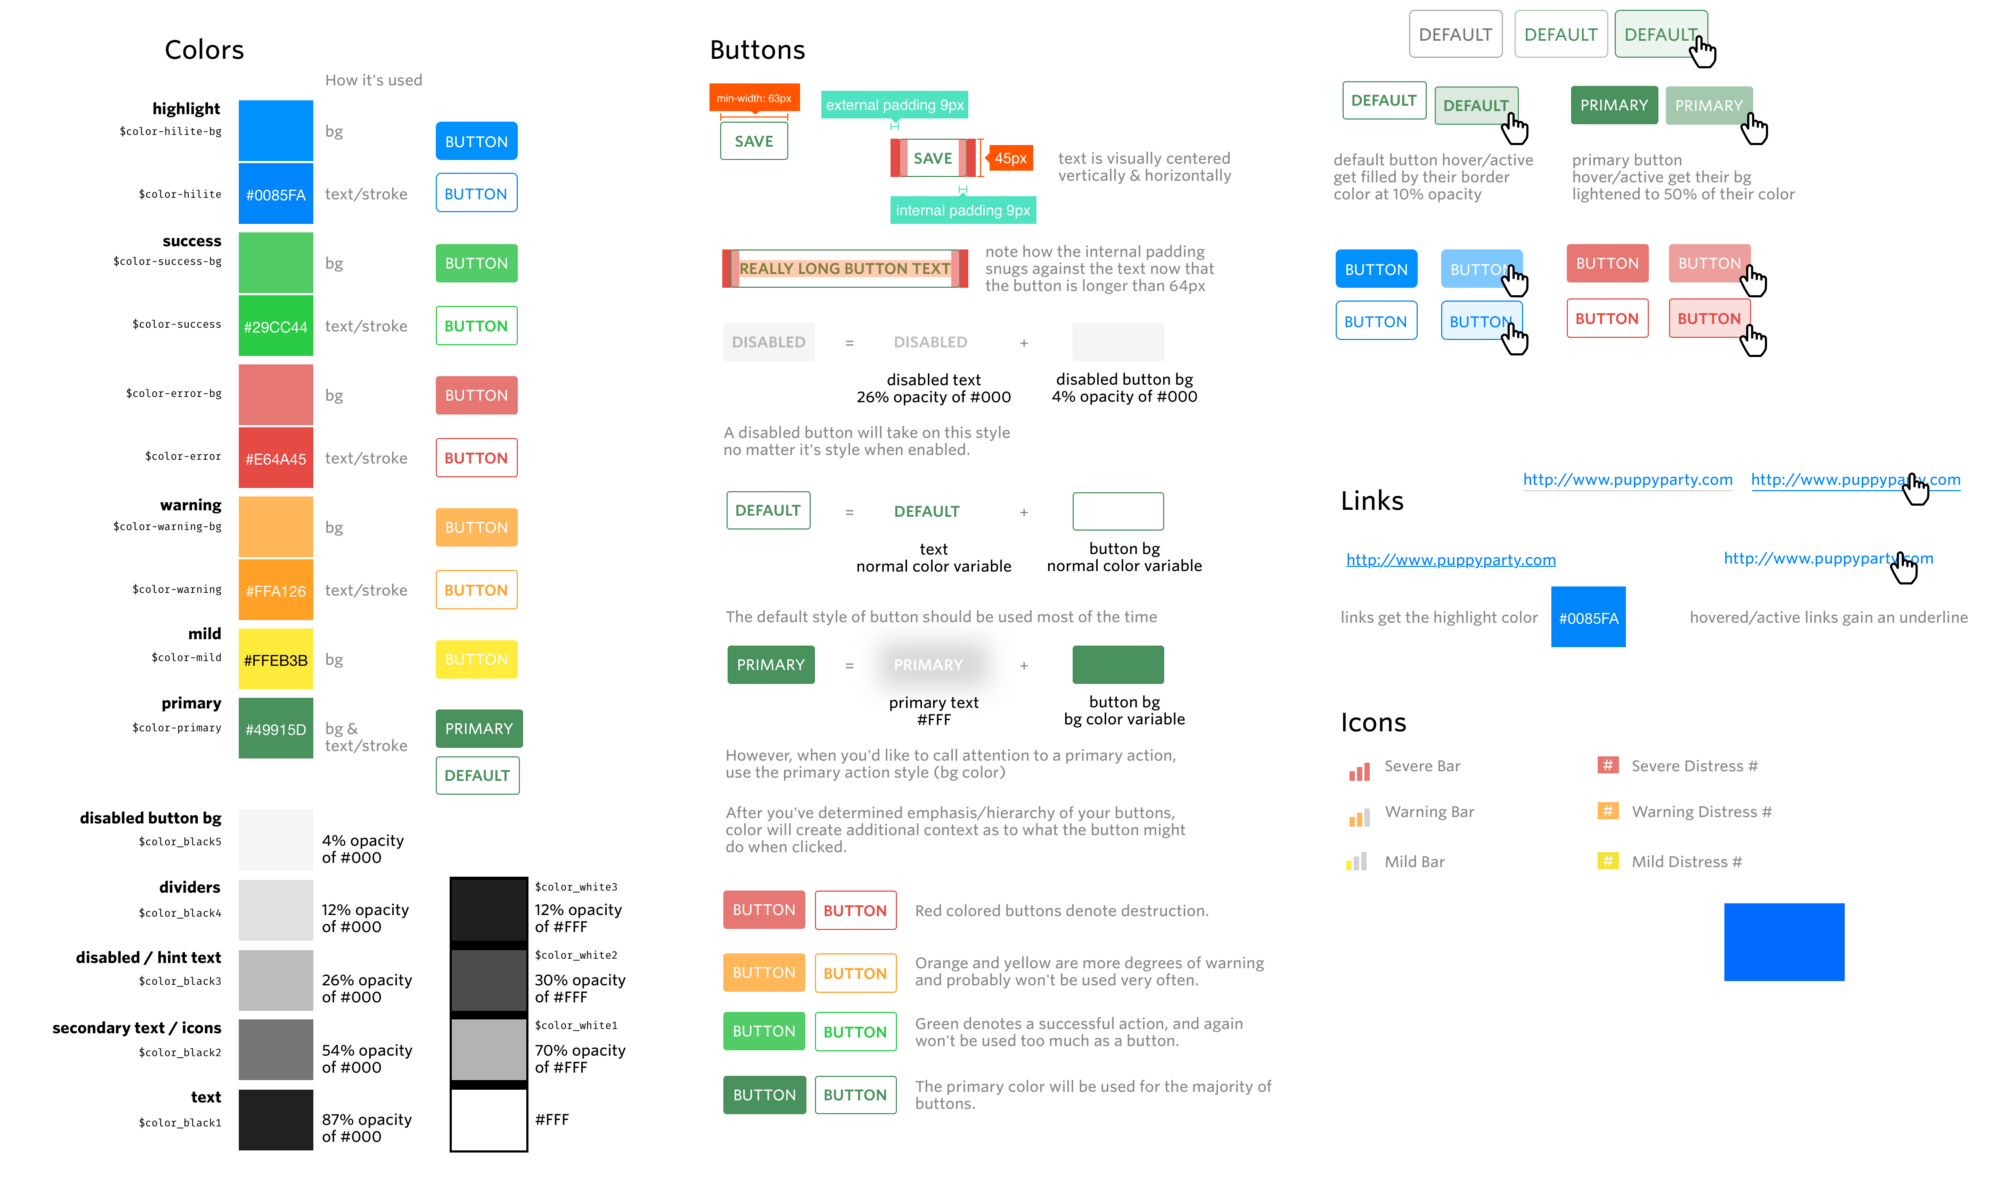 Colors
How it's used
highlight
$color-hilite-bg
bg
BUTTON
$color-hilite
#0085FA
text/stroke
BUTTON
success
$color-success-bg
bg
BUTTON
$color-success
#29CC44
text/stroke
BUTTON
$color-error-bg
bg
BUTTON
$color-error
#E64A45
text/stroke
BUTTON
warning
$color-warning-bg
bg
BUTTON
$color-warning
#FFA126
text/stroke
BUTTON
mild
$color-mild
#FFEB3B
bg
BUTTON
primary
$color-primary
#49915D
bg &
text/stroke
PRIMARY
DEFAULT
disabled button bg
$color_black5
4% opacity
of #000
dividers
$color_black4
12% opacity
of #000
disabled / hint text
$color_black3
26% opacity
of #000
secondary text / icons
$color_black2
54% opacity
of #000
text
$color_black1
87% opacity
of #000
$color_white3
12% opacity
of #FFF
$color_white2
30% opacity
of #FFF
$color_white1
70% opacity
of #FFF
#FFF
Buttons
min-width: 63px
SAVE
external padding 9px
SAVE
45px
internal padding 9px
text is visually centered
vertically & horizontally
REALLY LONG BUTTON TEXT
note how the internal padding
snugs against the text now that
the button is longer than 64px
DISABLED
=
DISABLED
+
disabled text
26% opacity of #000
disabled button bg
4% opacity of #000
A disabled button will take on this style
no matter it's style when enabled.
DEFAULT
=
DEFAULT
+
text
normal color variable
button bg
normal color variable
The default style of button should be used most of the time
PRIMARY
=
PRIMARY
+
primary text
#FFF
button bg
bg color variable
However, when you'd like to call attention to a primary action,
use the primary action style (bg color)
After you've determined emphasis/hierarchy of your buttons,
color will create additional context as to what the button might
do when clicked.
BUTTON
BUTTON
Red colored buttons denote destruction.
BUTTON
BUTTON
Orange and yellow are more degrees of warning
and probably won't be used very often.
BUTTON
BUTTON
Green denotes a successful action, and again
won't be used too much as a button.
BUTTON
BUTTON
The primary color will be used for the majority of
buttons.
DEFAULT
DEFAULT
DEFAULT
DEFAULT
DEFAULT
PRIMARY
PRIMARY
default button hover/active
get filled by their border
color at 10% opacity
primary button
hover/active get their bg
lightened to 50% of their color
BUTTON
BUTTON
BUTTON
BUTTON
BUTTON
BUTTON
BUTTON
BUTTON
Links
http://www.puppyparty.com
http://www.puppyparty.com
http://www.puppyparty.com
http://www.puppyparty.com
links get the highlight color
#0085FA
hovered/active links gain an underline
Icons
Severe Bar
# Severe Distress #
Warning Bar
# Warning Distress #
Mild Bar
# Mild Distress #